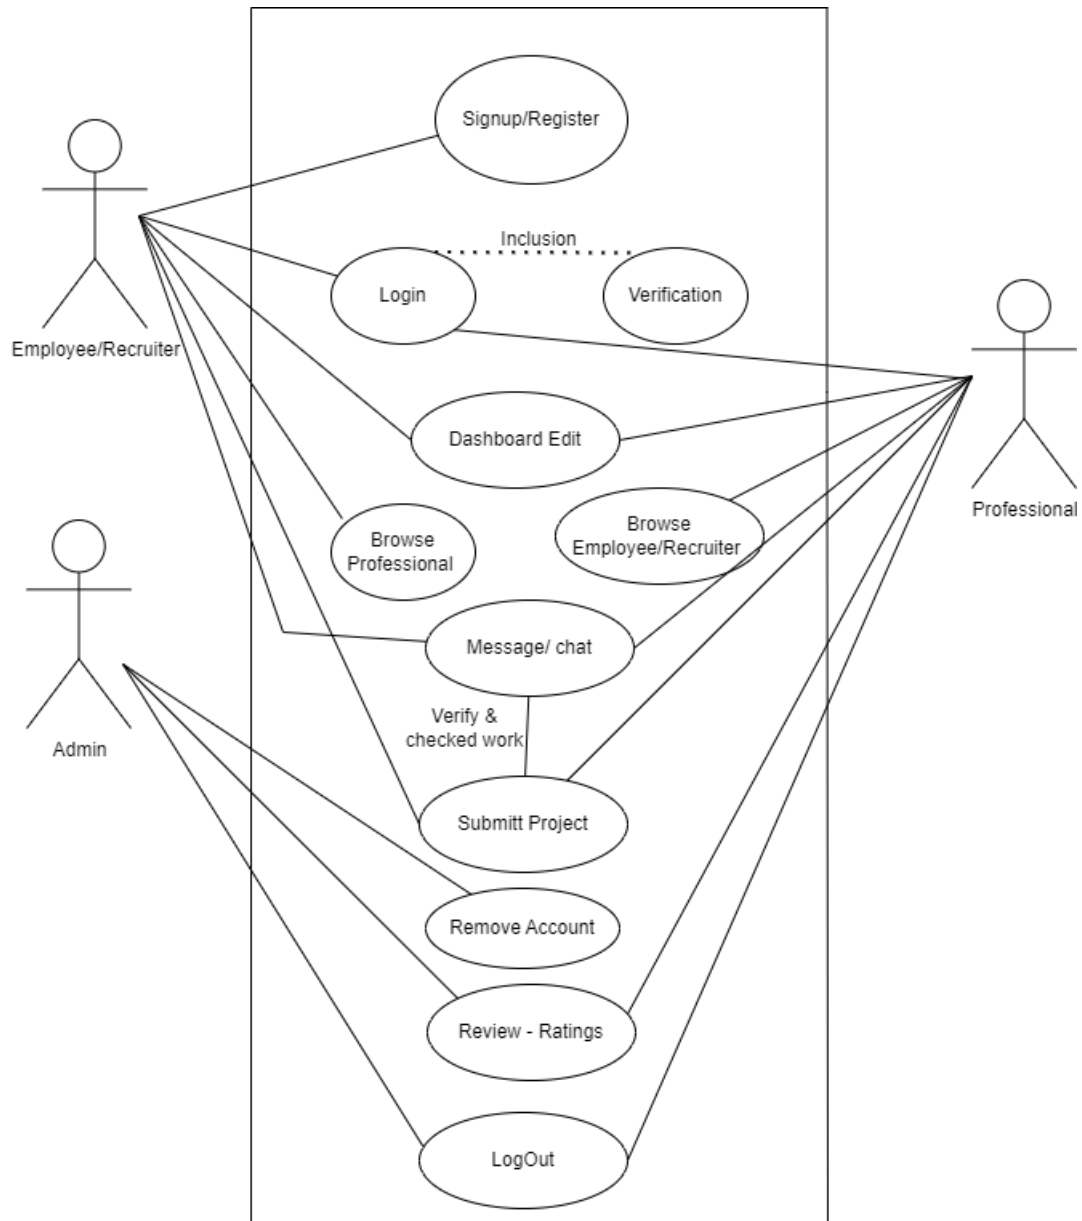 Signup/Register
Inclusion
Login
Verification
Employee/Recruiter
Dashboard Edit
Professional
Browse
Professional
Browse
Employee/Recruiter
Message/ chat
Admin
Verify &
checked work
Submitt Project
Remove Account
Review - Ratings
LogOut